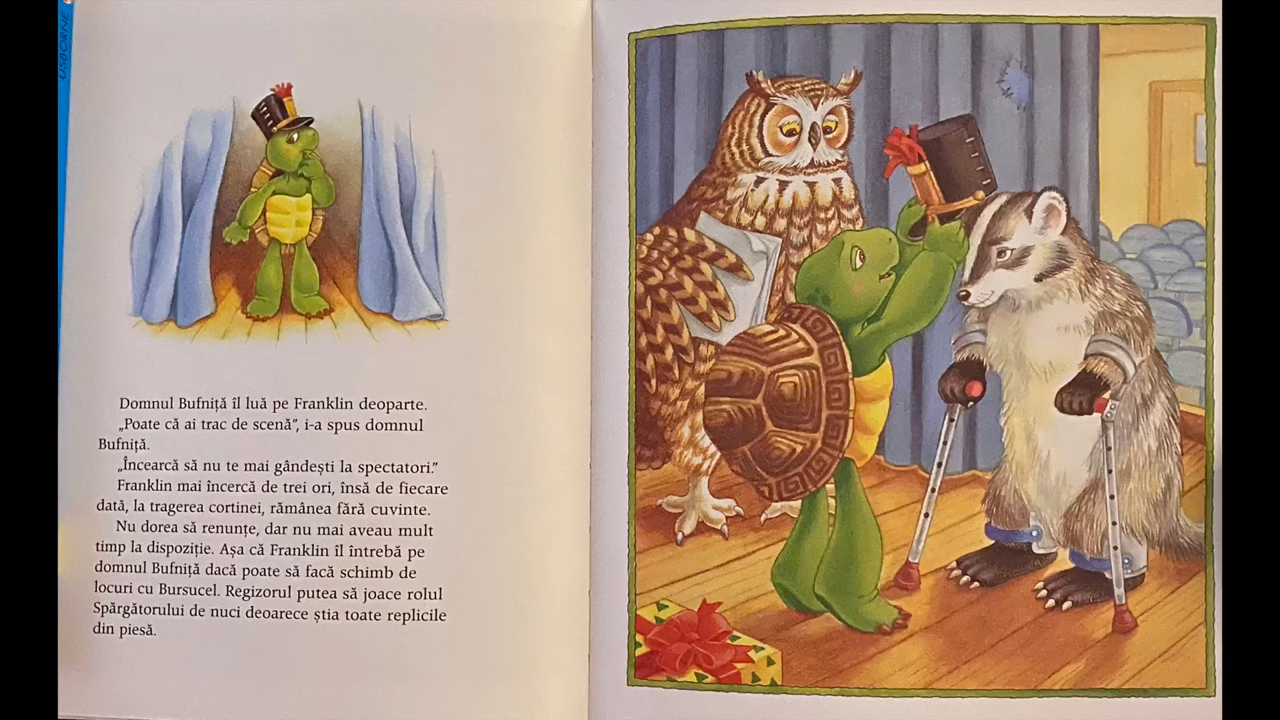 USBORNE
Domnul Bufniță îl luă pe Franklin deoparte.
„Poate că ai trac de scenă”, i-a spus domnul
Bufniță.
„Încearcă să nu te mai gândești la spectatori.”
Franklin mai încercă de trei ori, însă de fiecare
dată, la tragerea cortinei, rămânea fără cuvinte.
Nu dorea să renunțe, dar nu mai aveau mult
timp la dispoziție. Așa că Franklin îl întrebă pe
domnul Bufniță dacă poate să facă schimb de
locuri cu Bursucel. Regizorul putea să joace rolul
Spărgătorului de nuci deoarece știa toate replicile
din piesă.